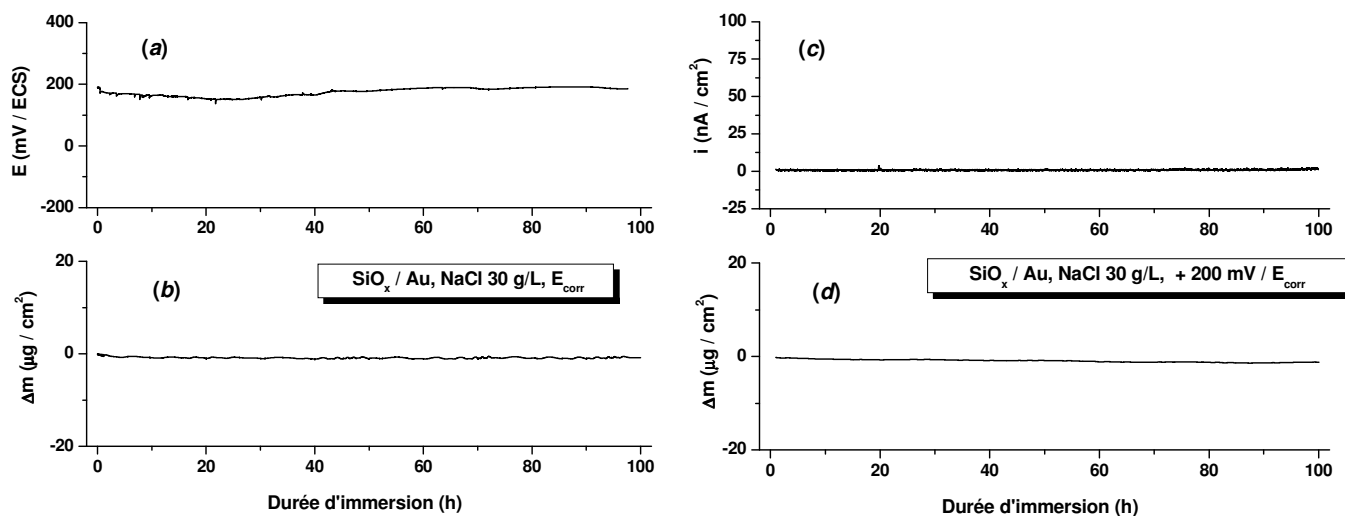 (a)
E (mV / ECS)
400
200
0
-200
0 20 40 60 80 100
(b)
SiOx / Au, NaCl 30 g/L, Ecorr
Δm (µg / cm2)
20
0
-20
0 20 40 60 80 100
Durée d'immersion (h)
(c)
i (nA / cm2)
100
75
50
25
0
-25
0 20 40 60 80 100
(d)
SiOx / Au, NaCl 30 g/L, + 200 mV / Ecorr
Δm (µg / cm2)
20
0
-20
0 20 40 60 80 100
Durée d'immersion (h)